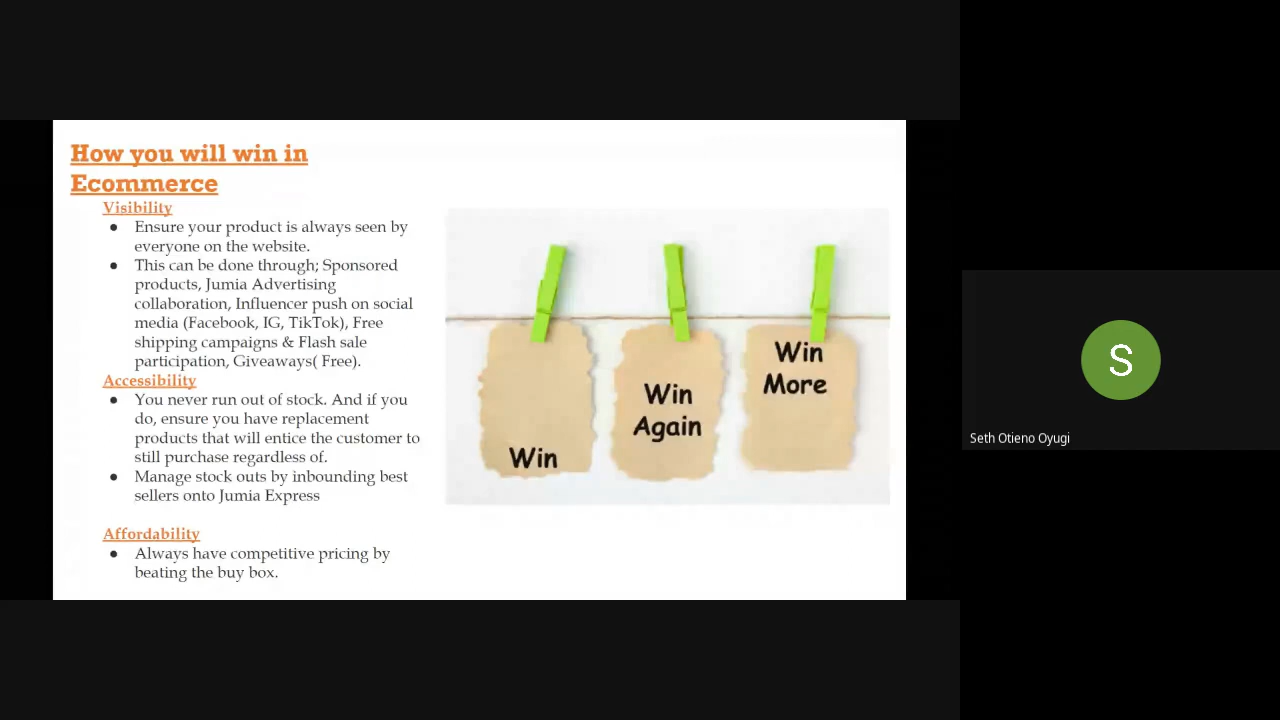 How you will win in
Ecommerce
Visibility
● Ensure your product is always seen by
everyone on the website.
● This can be done through; Sponsored
products, Jumia Advertising
collaboration, Influencer push on social
media (Facebook, IG, TikTok), Free
shipping campaigns & Flash sale
participation, Giveaways( Free).
Accessibility
● You never run out of stock. And if you
do, ensure you have replacement
products that will entice the customer to
still purchase regardless of.
● Manage stock outs by inbounding best
sellers onto Jumia Express
Affordability
● Always have competitive pricing by
beating the buy box.
Win
Win
Again
Win
More
S
Seth Otieno Oyugi